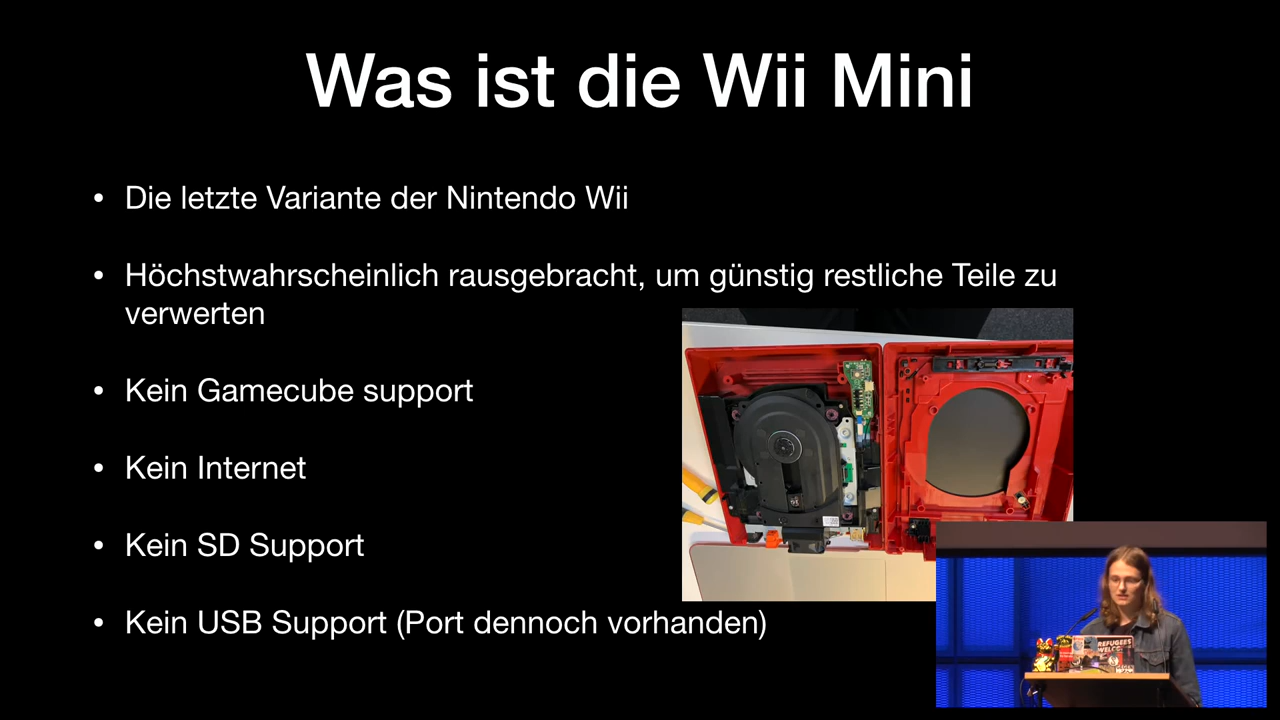 Was ist die Wii Mini
• Die letzte Variante der Nintendo Wii
• Höchstwahrscheinlich rausgebracht, um günstig restliche Teile zu
verwerten
• Kein Gamecube support
• Kein Internet
• Kein SD Support
• Kein USB Support (Port dennoch vorhanden)
REFUGEES